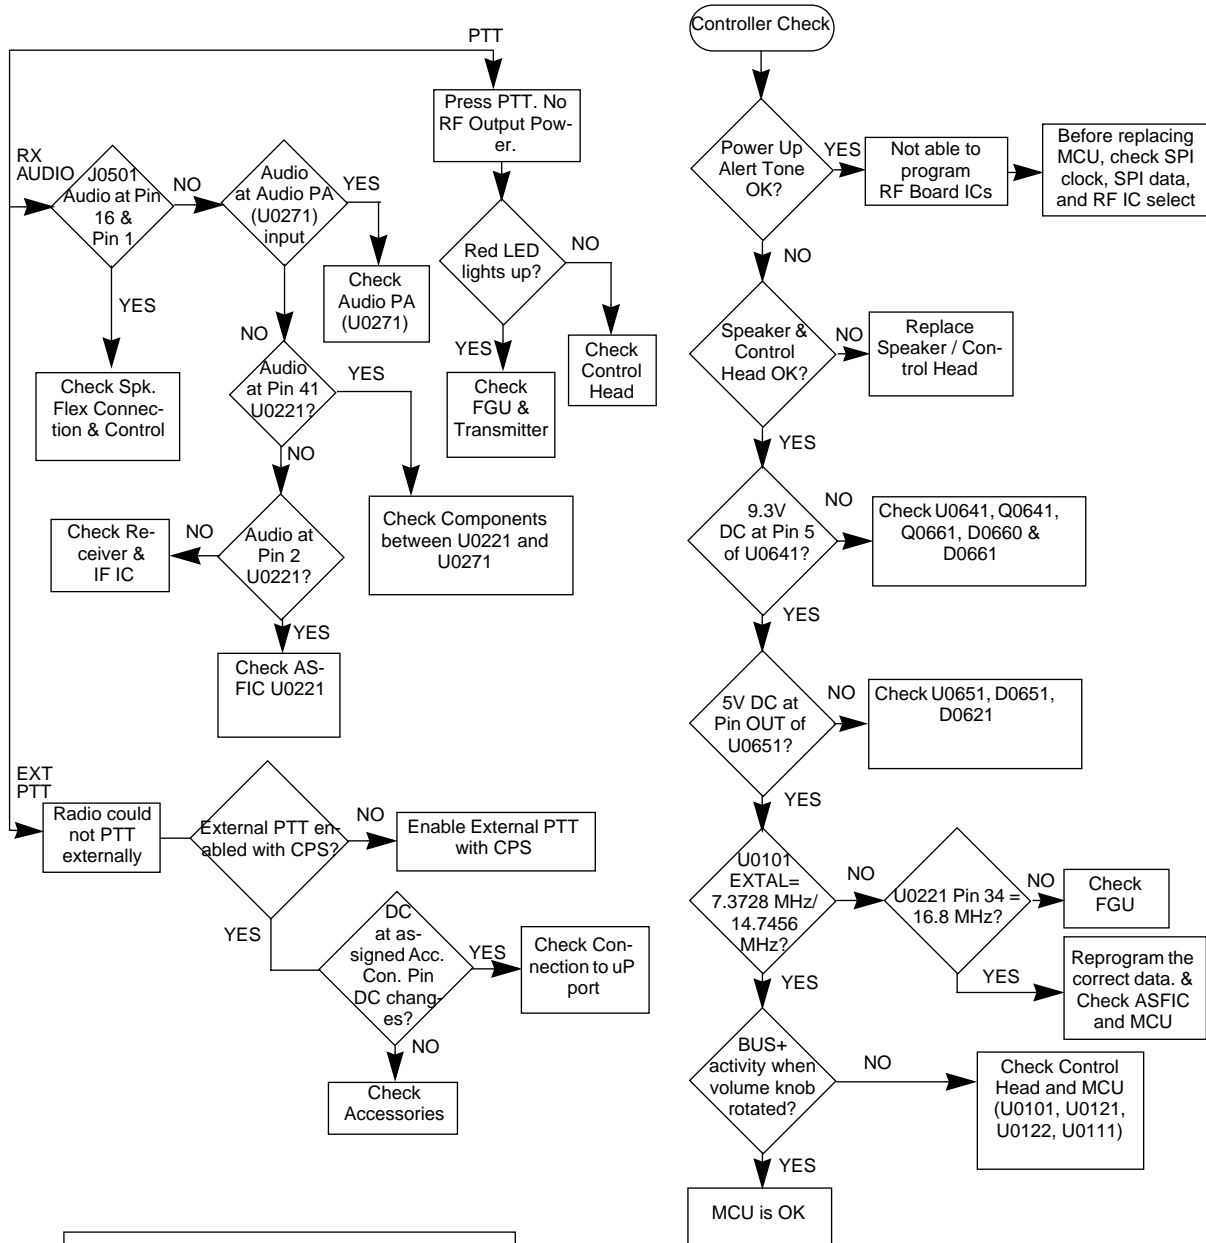 PTT
Press PTT. No
RF Output Pow-
er.
RX
AUDIO
J0501
Audio at Pin
16 &
Pin 1
NO
Audio
at Audio PA
(U0271)
input
YES
Check
Audio PA
(U0271)
YES
Check Spk.
Flex Connec-
tion & Control
NO
Audio
at Pin 41
U0221?
YES
Check Components
between U0221 and
U0271
NO
Audio at
Pin 2
U0221?
NO
Check Re-
ceiver &
IF IC
YES
Check AS-
FIC U0221
Red LED
lights up?
NO
Check
Control
Head
YES
Check
FGU &
Transmitter
EXT
PTT
Radio could
not PTT
externally
External PTT en-
abled with CPS?
NO
Enable External PTT
with CPS
YES
DC
at as-
signed Acc.
Con. Pin
DC chang-
es?
YES
Check Con-
nection to uP
port
NO
Check
Accessories
Controller Check
Power Up
Alert Tone
OK?
YES
Not able to
program
RF Board ICs
Before replacing
MCU, check SPI
clock, SPI data,
and RF IC select
NO
Speaker &
Control
Head OK?
NO
Replace
Speaker / Con-
trol Head
YES
9.3V
DC at Pin 5
of U0641?
NO
Check U0641, Q0641,
Q0661, D0660 &
D0661
YES
5V DC at
Pin OUT of
U0651?
NO
Check U0651, D0651,
D0621
YES
U0101
EXTAL=
7.3728 MHz/
14.7456
MHz?
NO
U0221 Pin 34 =
16.8 MHz?
NO
Check
FGU
YES
Reprogram the
correct data. &
Check ASFIC
and MCU
YES
BUS+
activity when
volume knob
rotated?
NO
Check Control
Head and MCU
(U0101, U0121,
U0122, U0111)
YES
MCU is OK